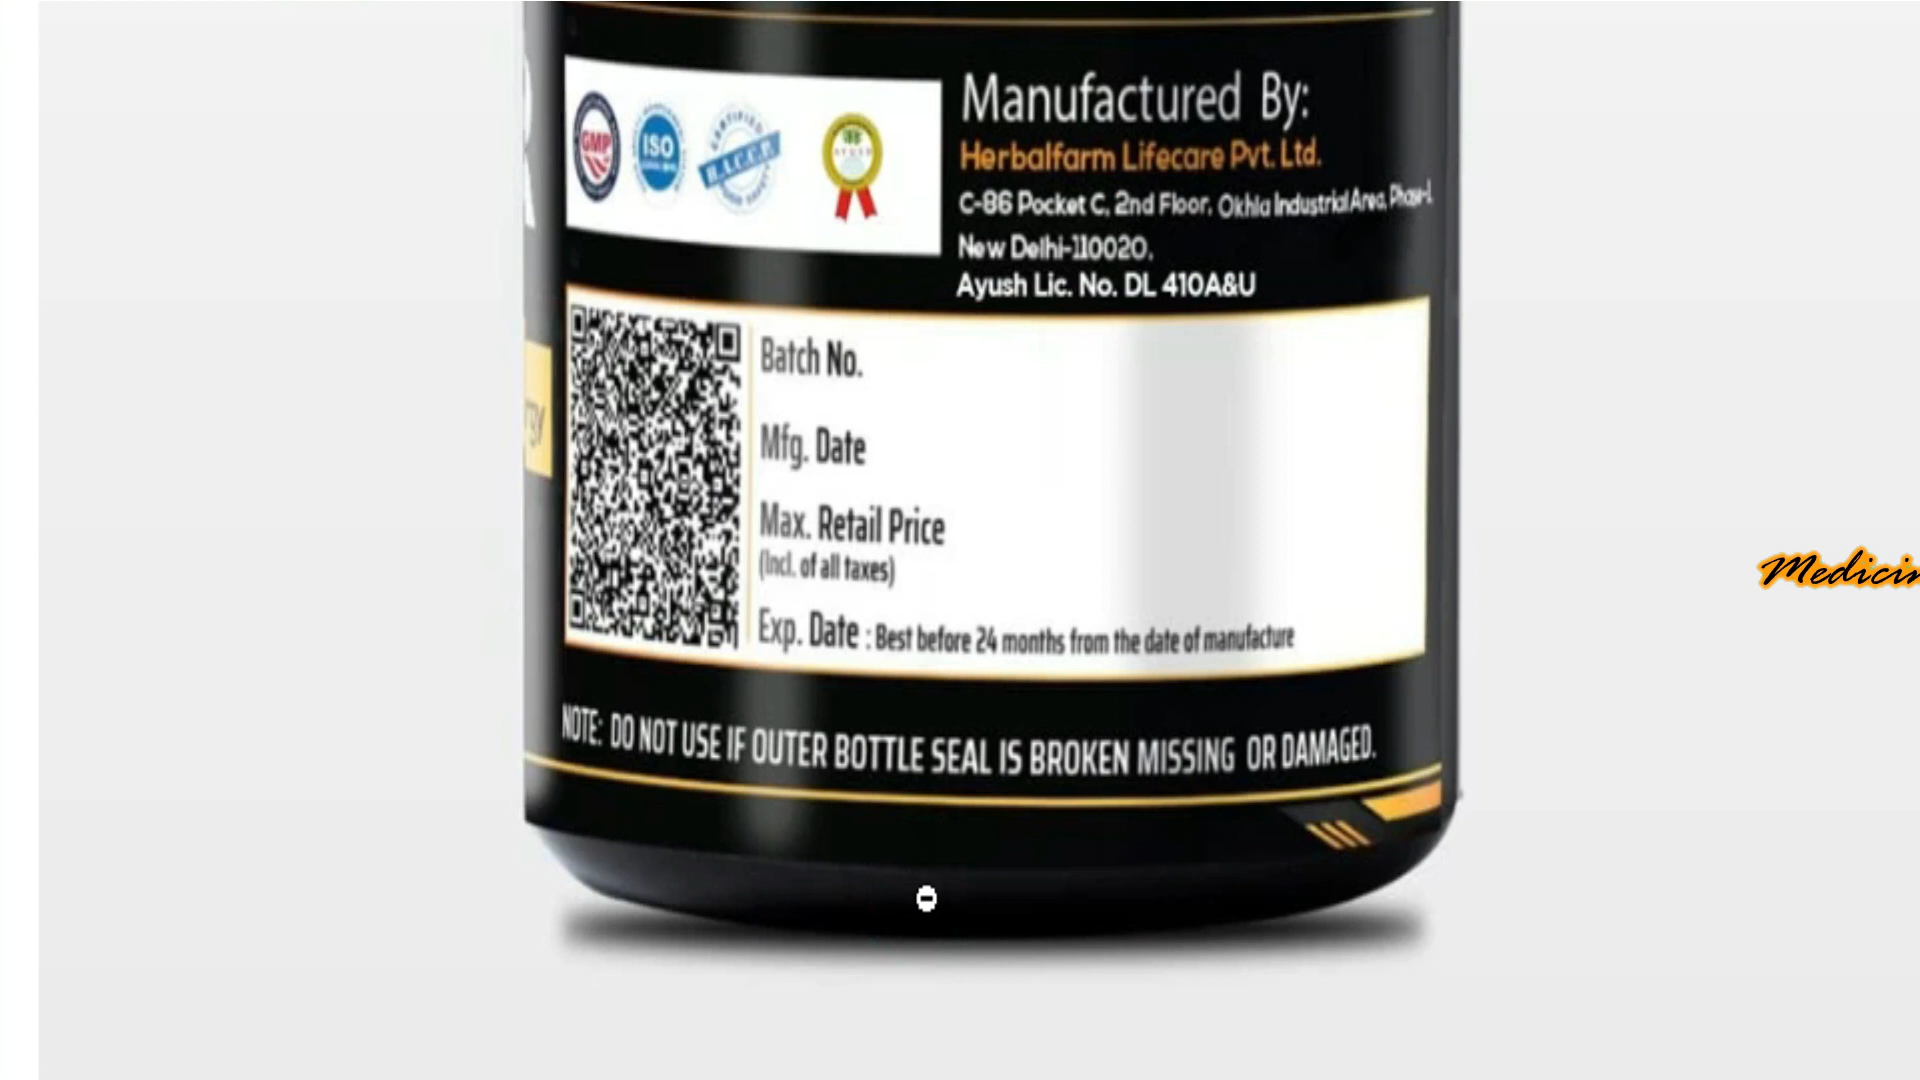 Manufactured By:
Herbalfarm Lifecare Pvt. Ltd.
C-86 Pocket C, 2nd Floor, Okhla Industrial Area, Phase-I,
New Delhi-110020.
Ayush Lic. No. DL 410A&U
GMP
ISO
CERTIFIED
H.A.C.C.P.
AYUSH
Batch No.
Mfg. Date
Max. Retail Price
(Incl. of all taxes)
Exp. Date : Best before 24 months from the date of manufacture
NOTE: DO NOT USE IF OUTER BOTTLE SEAL IS BROKEN MISSING OR DAMAGED.
Medicin